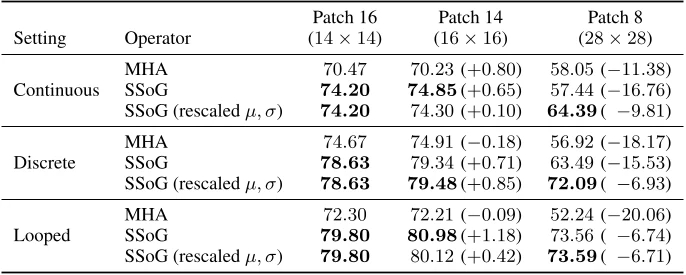 Patch 16 Patch 14 Patch 8
Setting Operator (14 × 14) (16 × 16) (28 × 28)
MHA 70.47 70.23 (+0.80) 58.05 (−11.38)
Continuous SSoG 74.20 74.85 (+0.65) 57.44 (−16.76)
SSoG (rescaled μ, σ) 74.20 74.30 (+0.10) 64.39 ( −9.81)
MHA 74.67 74.91 (−0.18) 56.92 (−18.17)
Discrete SSoG 78.63 79.34 (+0.71) 63.49 (−15.53)
SSoG (rescaled μ, σ) 78.63 79.48 (+0.85) 72.09 ( −6.93)
MHA 72.30 72.21 (−0.09) 52.24 (−20.06)
Looped SSoG 79.80 80.98 (+1.18) 73.56 ( −6.74)
SSoG (rescaled μ, σ) 79.80 80.12 (+0.42) 73.59 ( −6.71)